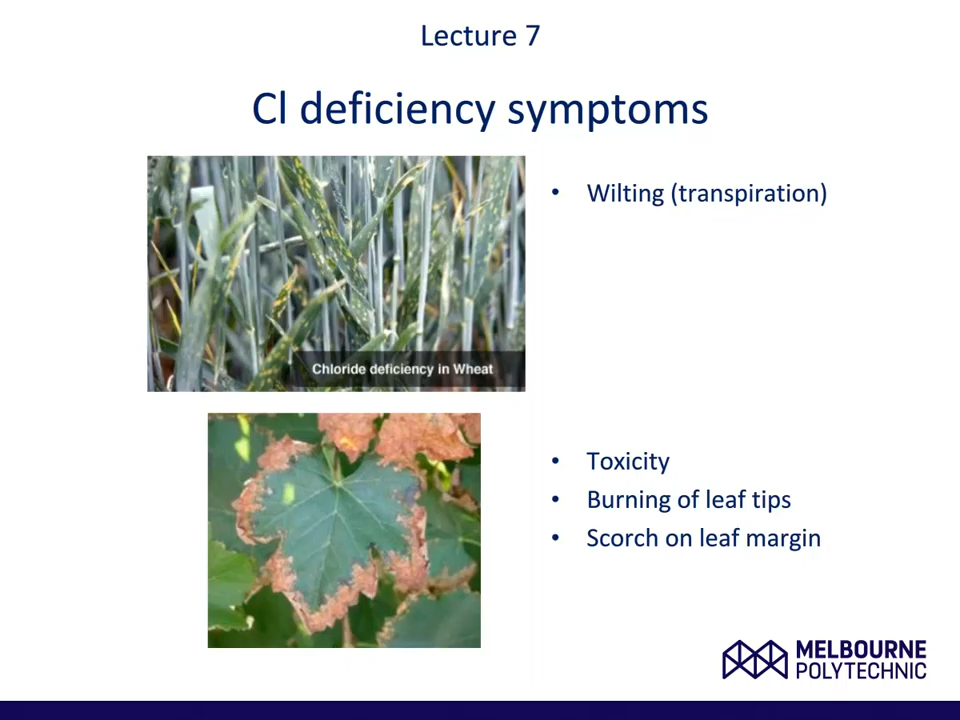 Lecture 7
Cl deficiency symptoms
• Wilting (transpiration)
Chloride deficiency in Wheat
• Toxicity
• Burning of leaf tips
• Scorch on leaf margin
MELBOURNE
POLYTECHNIC